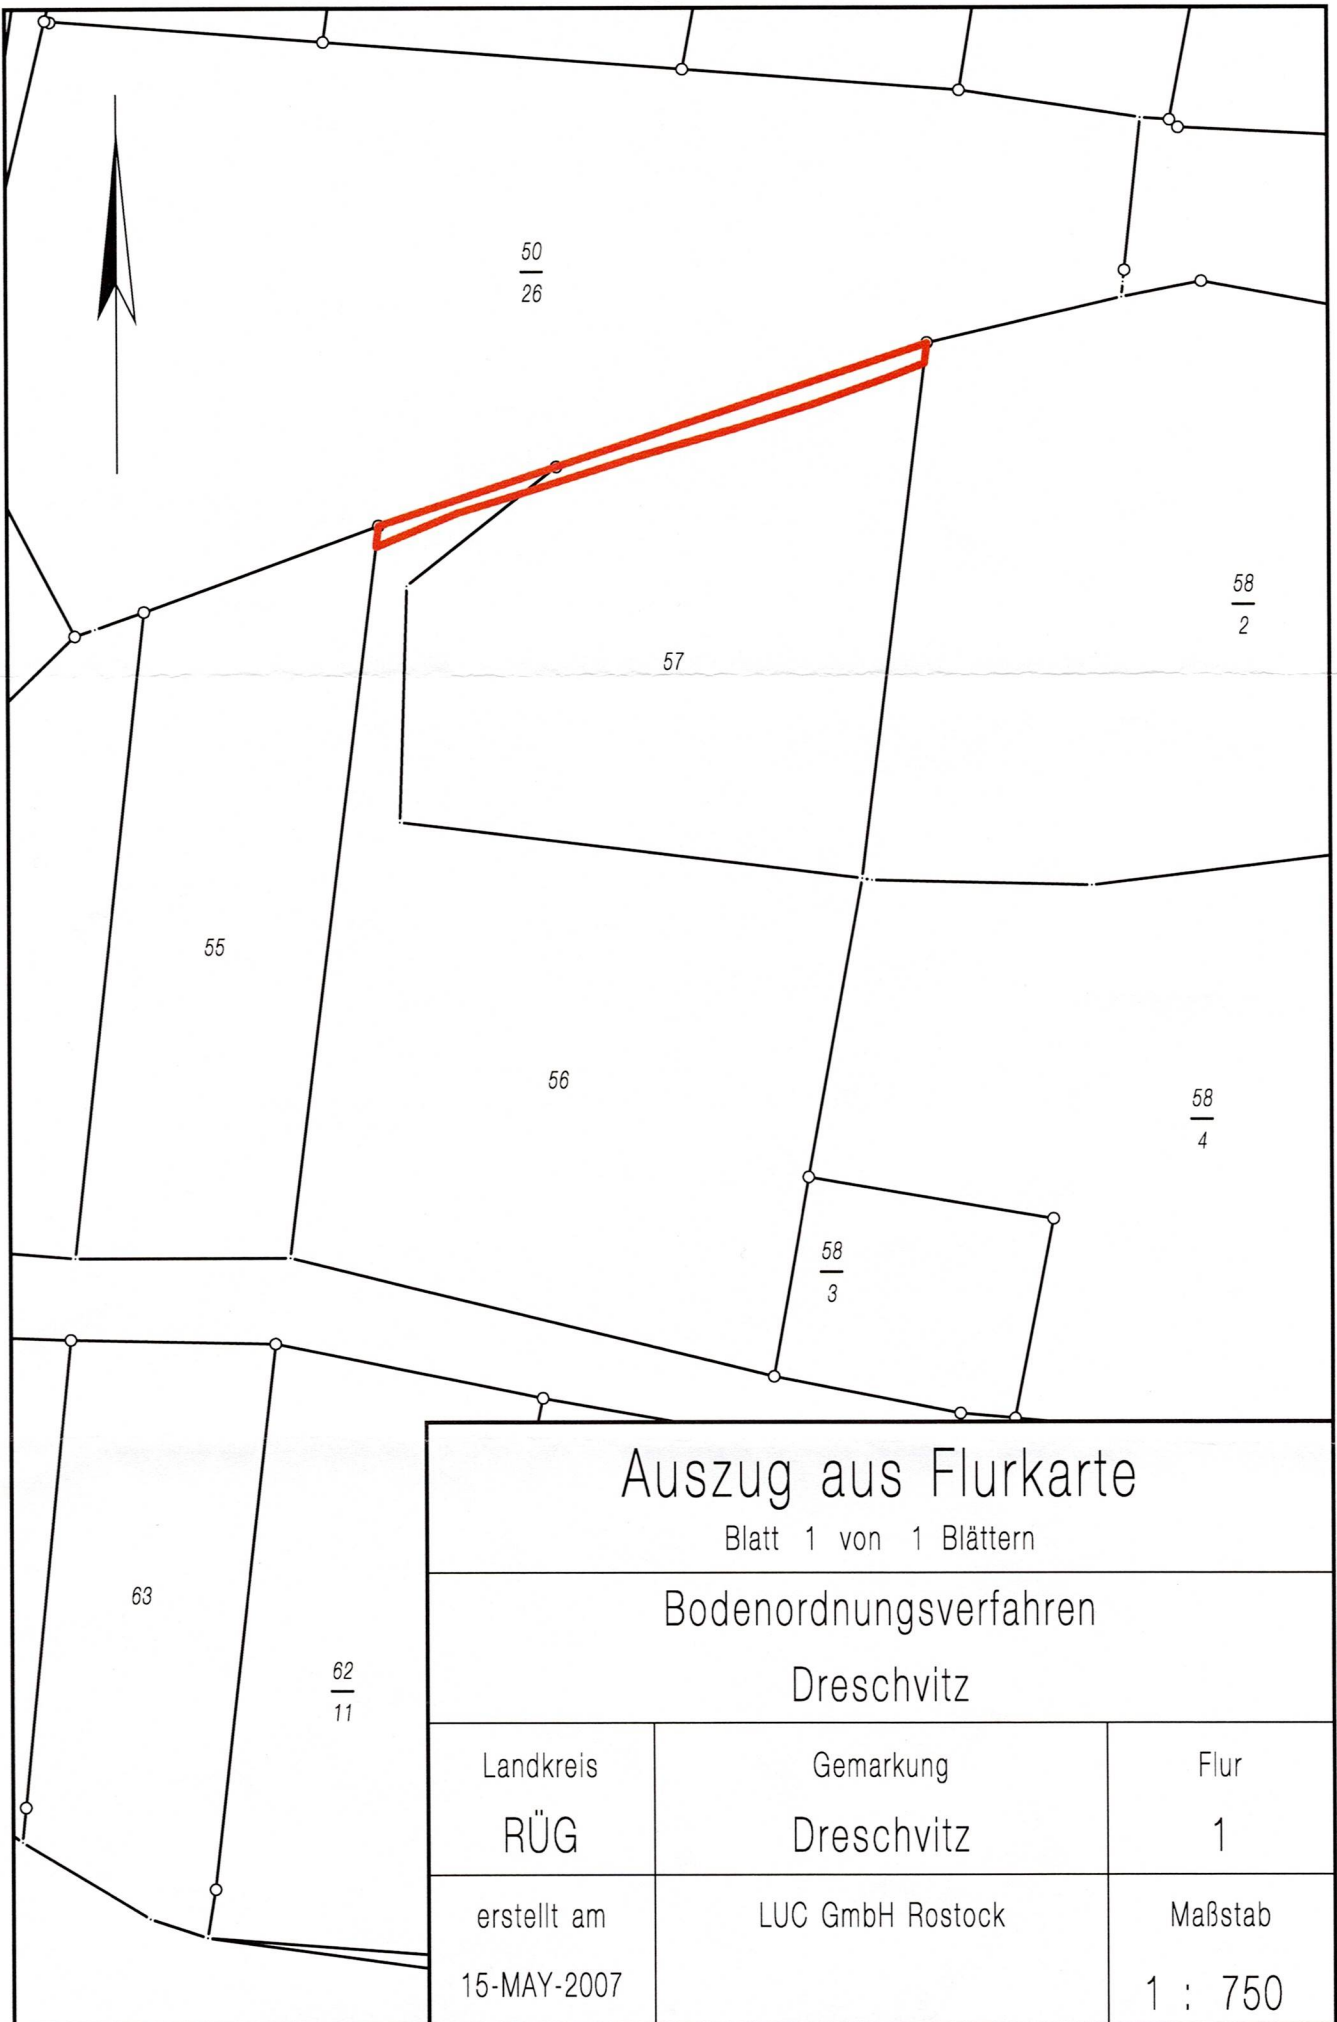 50
26
58
2
57
55
56
58
4
58
3
63
62
11
Auszug aus Flurkarte
Blatt 1 von 1 Blättern
Bodenordnungsverfahren
Dreschvitz
Landkreis
RÜG
Gemarkung
Dreschvitz
Flur
1
erstellt am
15-MAY-2007
LUC GmbH Rostock
Maßstab
1 : 750